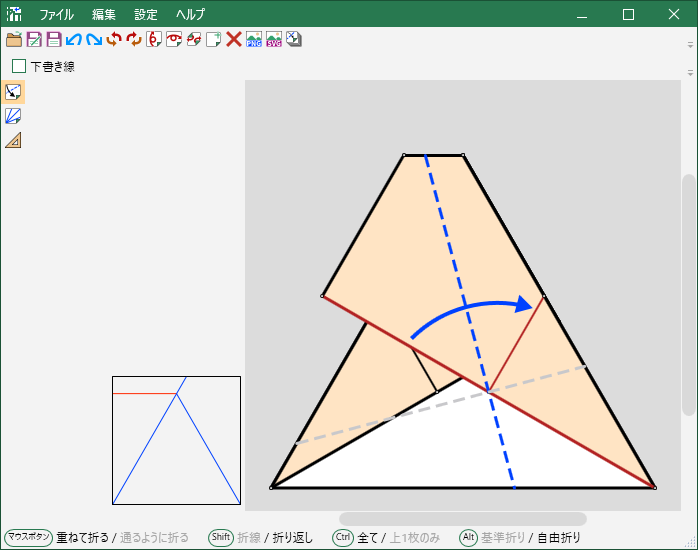 ファイル 編集 設定 ヘルプ
PNG SVG
下書き線
マウスボタン 重ねて折る / 通るように折る Shift 折線 / 折り返し Ctrl 全て / 上1枚のみ Alt 基準折り / 自由折り